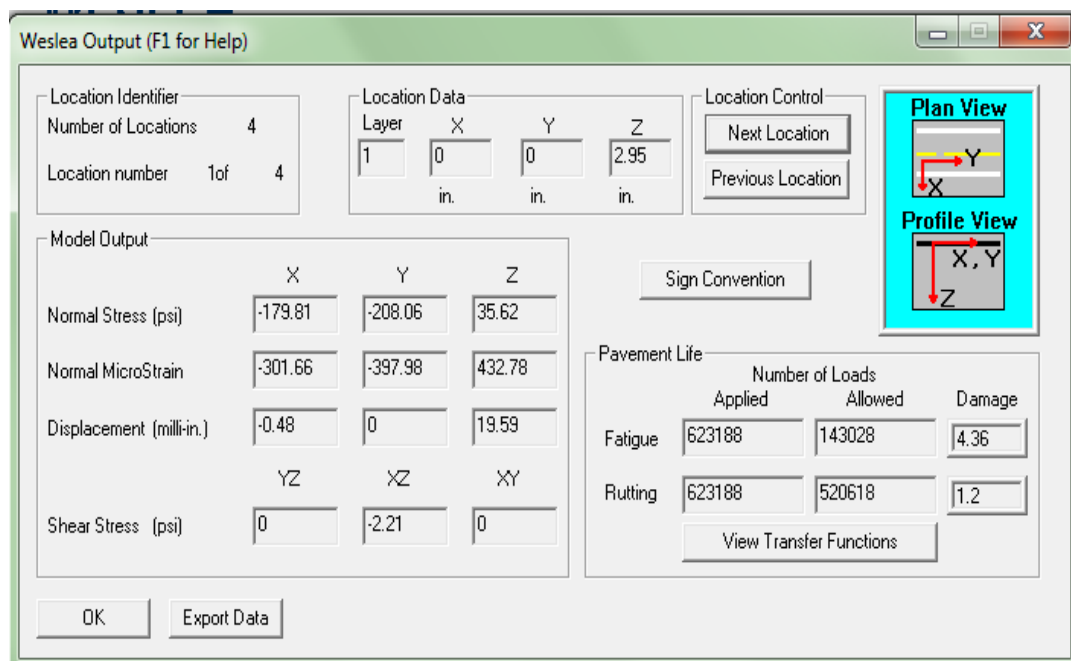 Weslea Output (F1 for Help)
Location Identifier
Number of Locations 4
Location number 1of 4
Location Data
Layer X Y Z
1 0 0 2.95
in. in. in.
Location Control
Next Location
Previous Location
Plan View
Y
X
Profile View
X, Y
Z
Model Output
X Y Z
Normal Stress (psi) -179.81 -208.06 35.62
Normal MicroStrain -301.66 -397.98 432.78
Displacement (milli-in.) -0.48 0 19.59
YZ XZ XY
Shear Stress (psi) 0 -2.21 0
Sign Convention
Pavement Life
Number of Loads
Applied Allowed Damage
Fatigue 623188 143028 4.36
Rutting 623188 520618 1.2
View Transfer Functions
OK Export Data